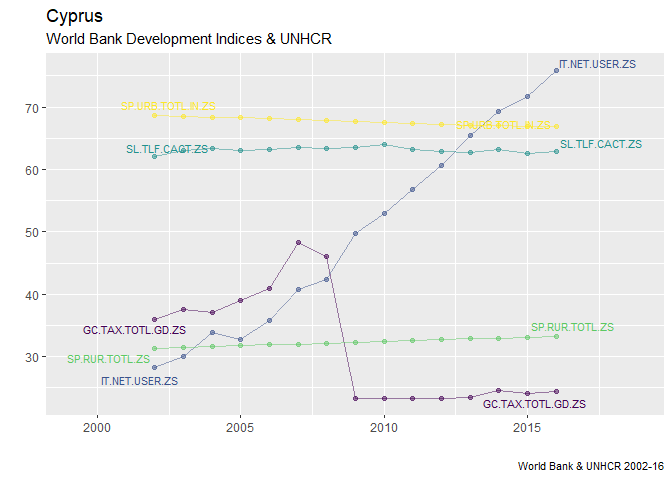 Cyprus
World Bank Development Indices & UNHCR
IT.NET.USER.ZS
SP.URB.TOTL.IN.ZS
70
SP.URB.TOTL.IN.ZS
SL.TLF.CACT.ZS
SL.TLF.CACT.ZS
60
50
40
GC.TAX.TOTL.GD.ZS
SP.RUR.TOTL.ZS
SP.RUR.TOTL.ZS
30
IT.NET.USER.ZS
GC.TAX.TOTL.GD.ZS
2000 2005 2010 2015
World Bank & UNHCR 2002-16